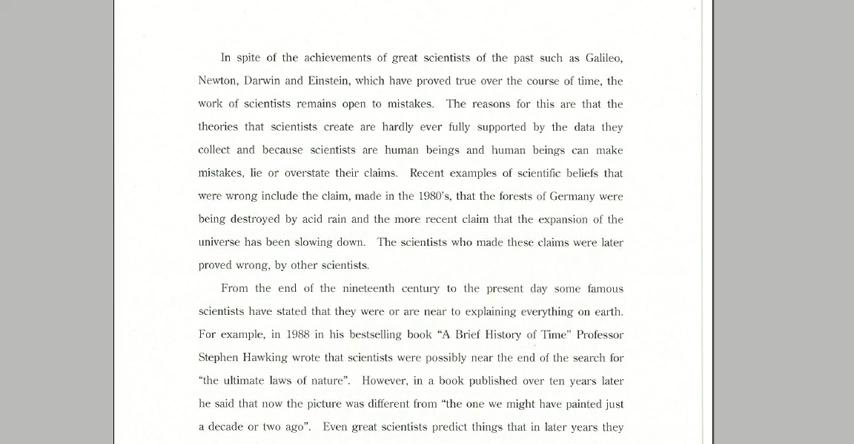 In spite of the achievements of great scientists of the past such as Galileo,
Newton, Darwin and Einstein, which have proved true over the course of time, the
work of scientists remains open to mistakes. The reasons for this are that the
theories that scientists create are hardly ever fully supported by the data they
collect and because scientists are human beings and human beings can make
mistakes, lie or overstate their claims. Recent examples of scientific beliefs that
were wrong include the claim, made in the 1980's, that the forests of Germany were
being destroyed by acid rain and the more recent claim that the expansion of the
universe has been slowing down. The scientists who made these claims were later
proved wrong, by other scientists.
From the end of the nineteenth century to the present day some famous
scientists have stated that they were or are near to explaining everything on earth.
For example, in 1988 in his bestselling book “A Brief History of Time” Professor
Stephen Hawking wrote that scientists were possibly near the end of the search for
“the ultimate laws of nature”. However, in a book published over ten years later
he said that now the picture was different from “the one we might have painted just
a decade or two ago”. Even great scientists predict things that in later years they